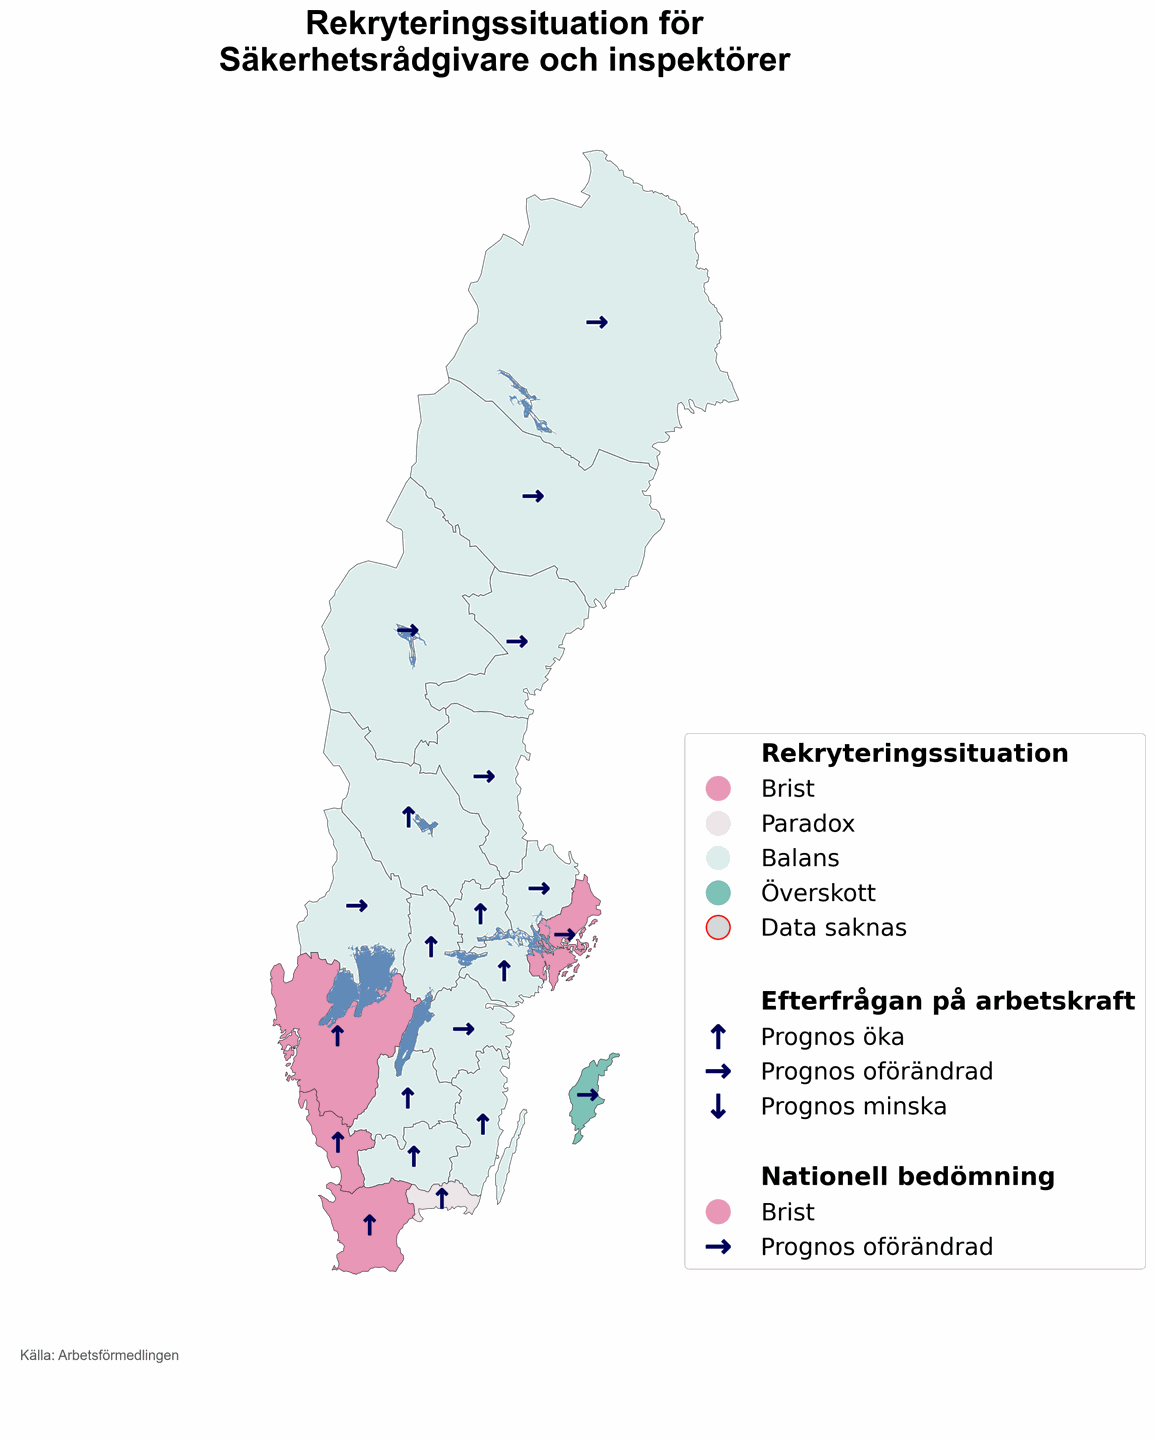 Rekryteringssituation för
Säkerhetsrådgivare och inspektörer
Rekryteringssituation
Brist
Paradox
Balans
Överskott
Data saknas
Efterfrågan på arbetskraft
Prognos öka
Prognos oförändrad
Prognos minska
Nationell bedömning
Brist
Prognos oförändrad
Källa: Arbetsförmedlingen